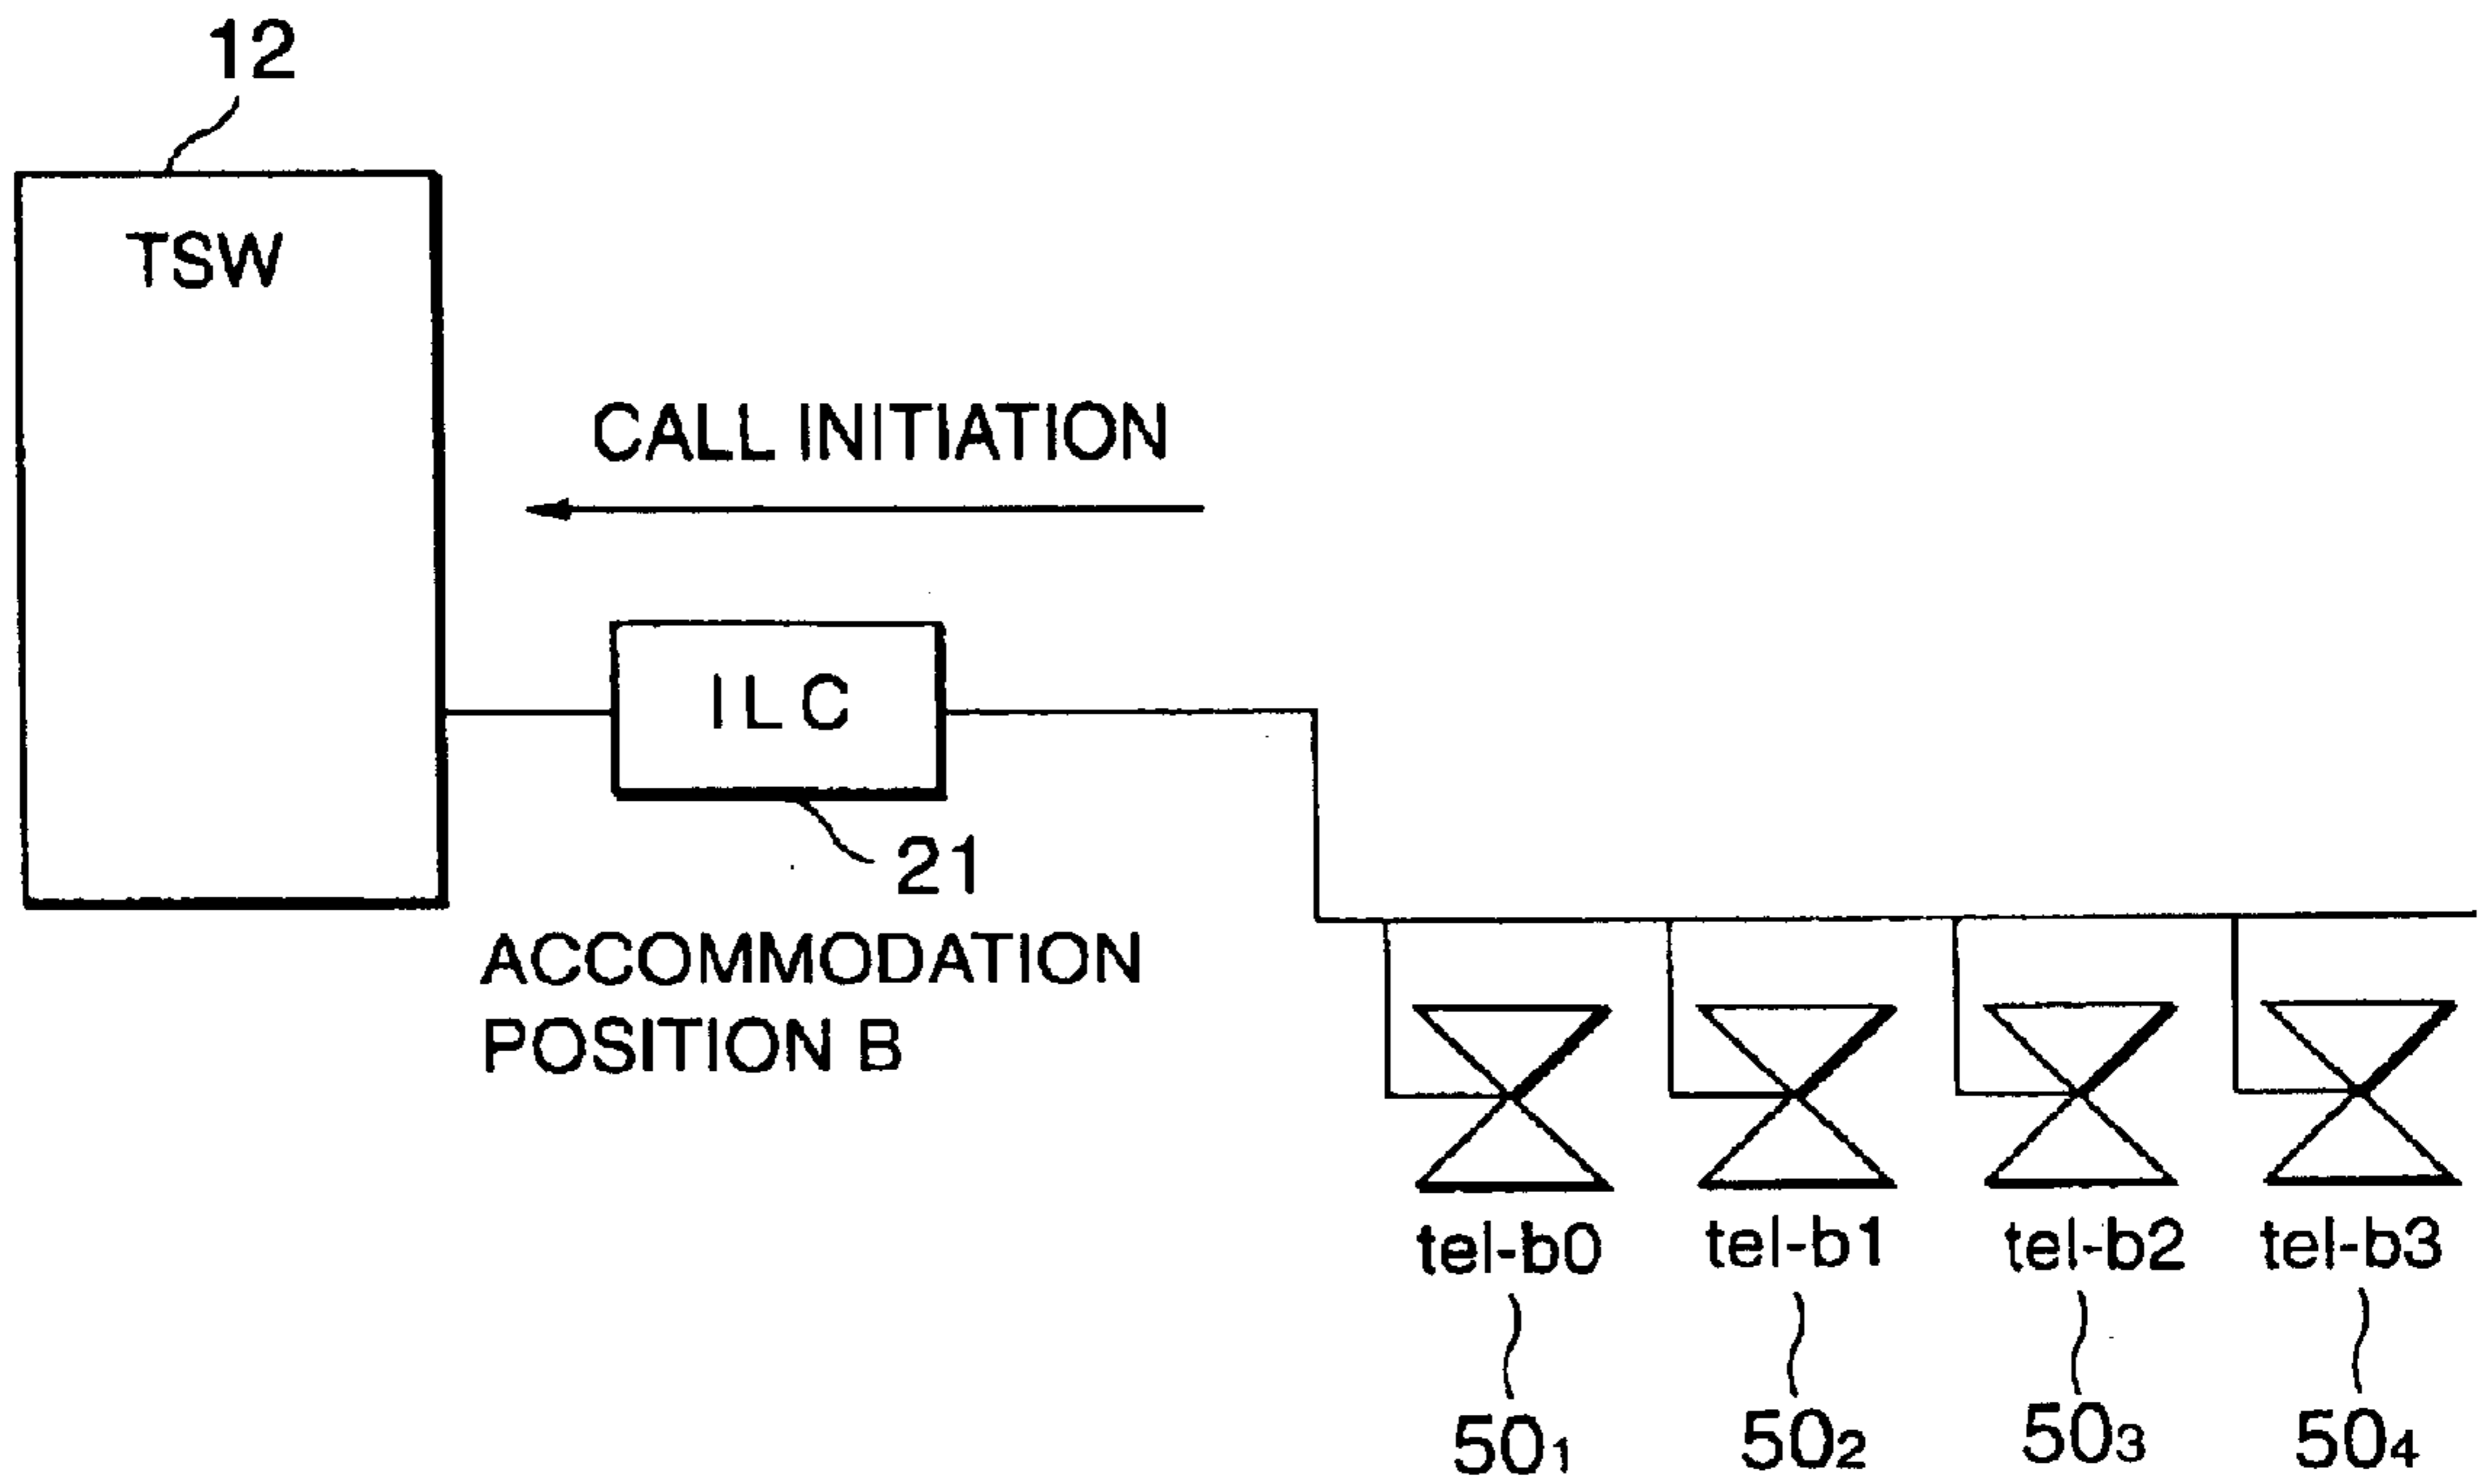 12
TSW
CALL INITIATION
ILC
21
ACCOMMODATION
POSITION B
tel-b0 tel-b1 tel-b2 tel-b3
50₁ 50₂ 50₃ 50₄